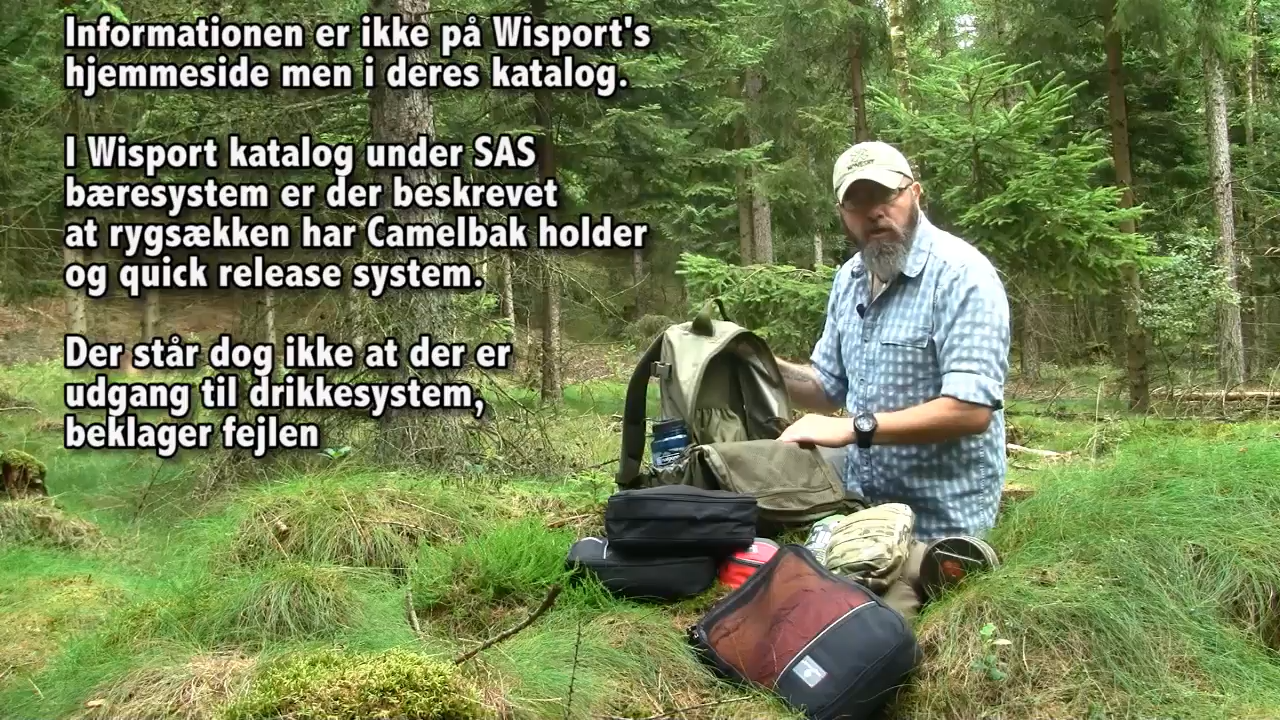 Informationen er ikke på Wisport's
hjemmeside men i deres katalog.
I Wisport katalog under SAS
bæresystem er der beskrevet
at rygsækken har Camelbak holder
og quick release system.
Der står dog ikke at der er
udgang til drikkesystem,
beklager fejlen